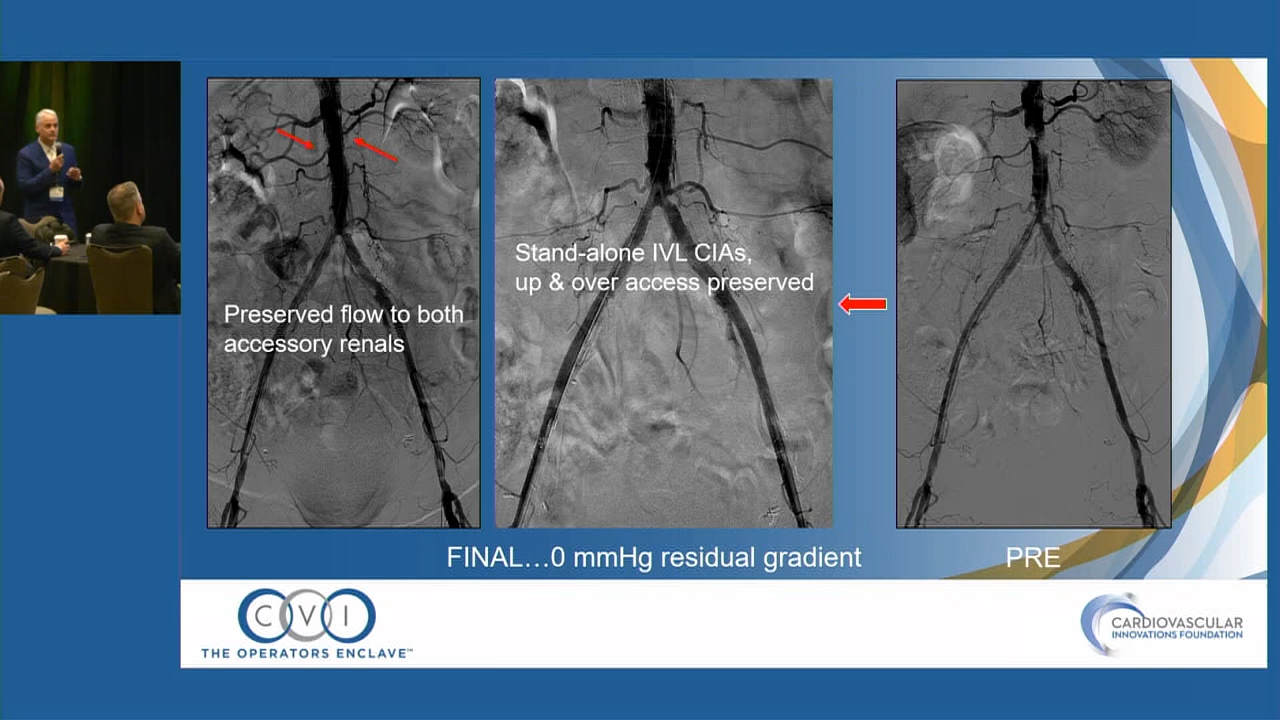 Preserved flow to both
accessory renals
Stand-alone IVL CIAs,
up & over access preserved
FINAL...0 mmHg residual gradient
PRE
CVI
THE OPERATORS ENCLAVE™
CARDIOVASCULAR
INNOVATIONS FOUNDATION